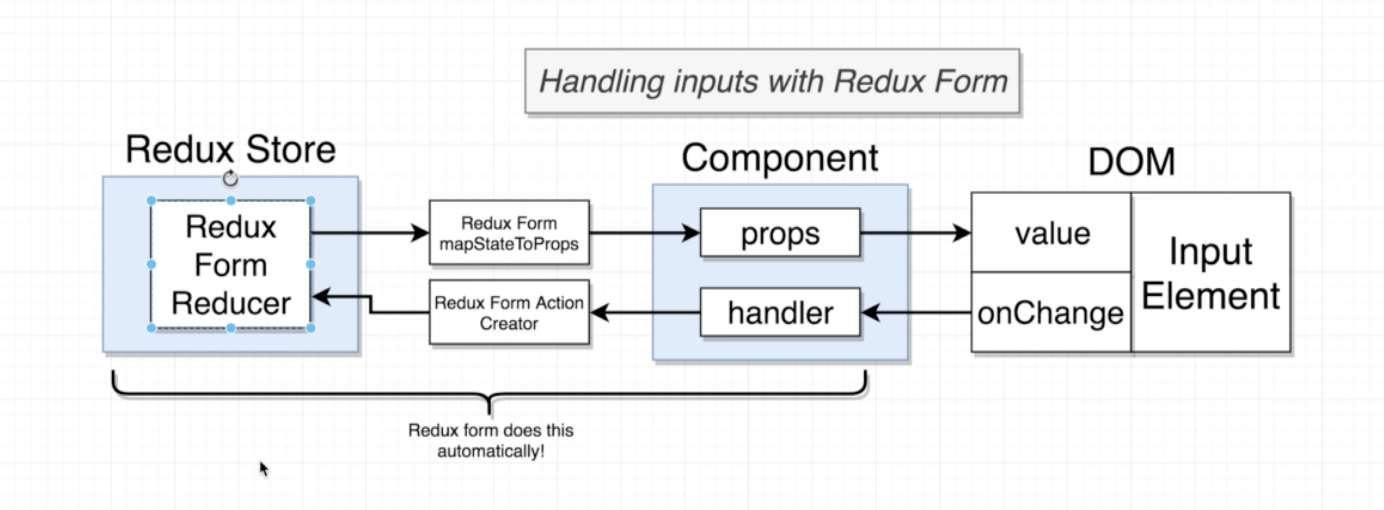 Handling inputs with Redux Form
Redux Store
Component
DOM
Redux
Form
Reducer
Redux Form
mapStateToProps
Redux Form Action
Creator
props
handler
value
onChange
Input
Element
Redux form does this
automatically!